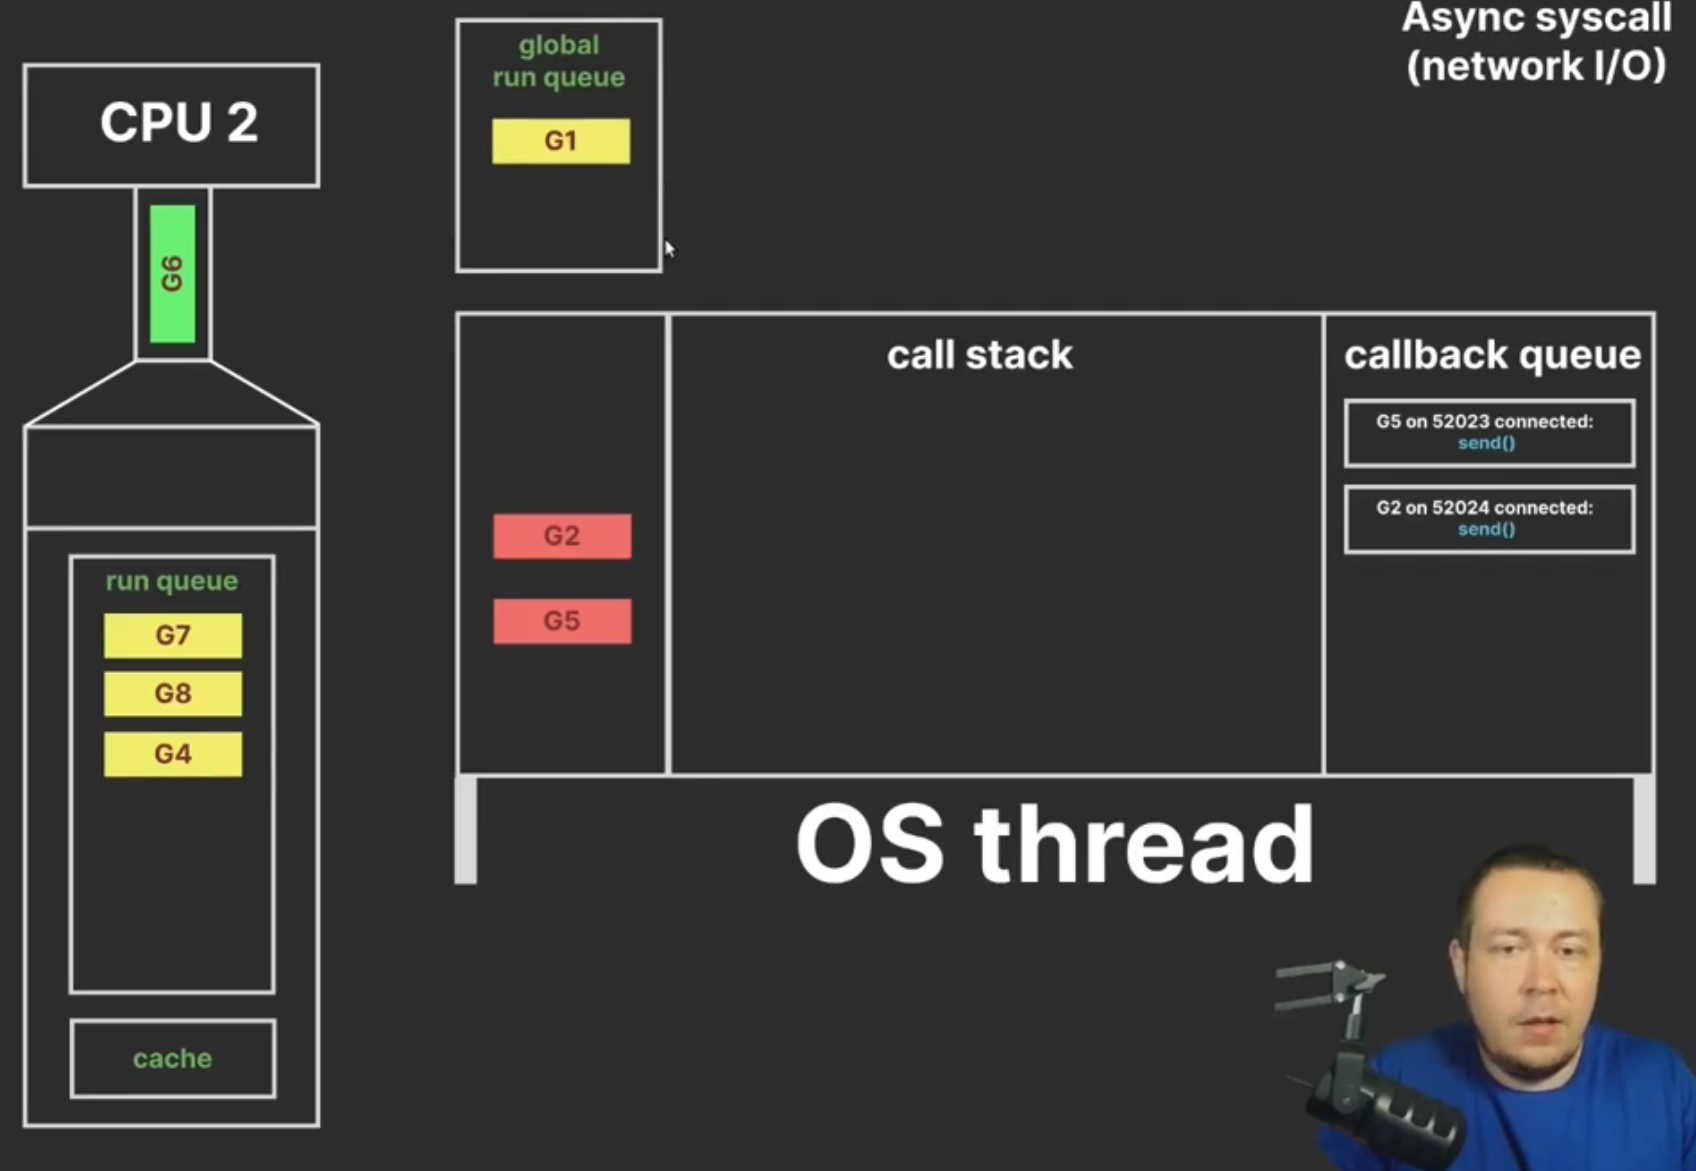 Async syscall
(network I/O)
CPU 2
G6
run queue
G7
G8
G4
cache
global
run queue
G1
G2
G5
call stack
callback queue
G5 on 52023 connected:
send()
G2 on 52024 connected:
send()
OS thread